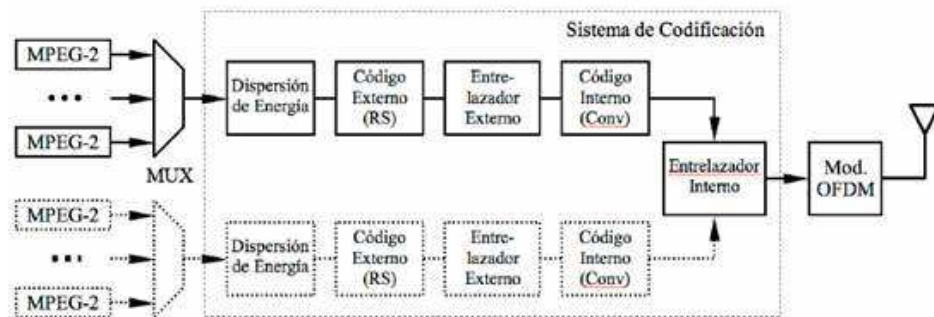 Sistema de Codificación
MPEG-2
MPEG-2
MUX
Dispersión
de Energía
Código
Externo
(RS)
Entre-
lazador
Externo
Código
Interno
(Conv)
Entrelazador
Interno
Mod.
OFDM
MPEG-2
MPEG-2
Dispersión
de Energía
Código
Externo
(RS)
Entre-
lazador
Externo
Código
Interno
(Conv)